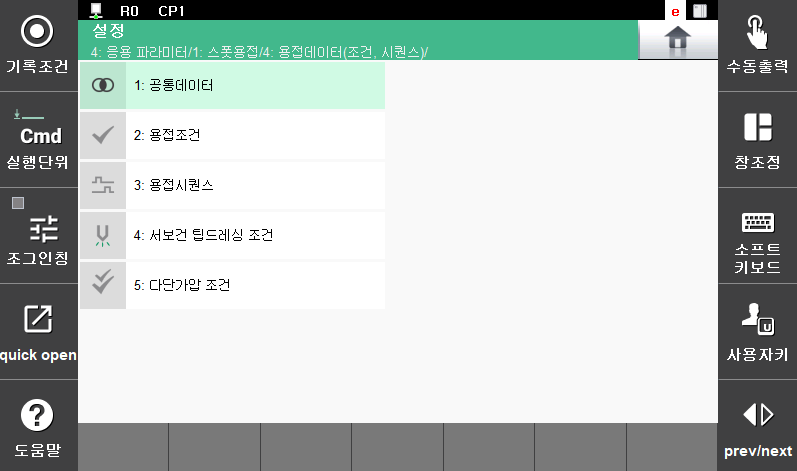 R0 CP1 e
설정
4: 응용 파라미터/1: 스폿용접/4: 용접데이터(조건, 시퀀스)/
기록조건
Cmd
실행단위
조그인칭
quick open
도움말
1: 공통데이터
2: 용접조건
3: 용접시퀀스
4: 서보건 팁드레싱 조건
5: 다단가압 조건
수동출력
창조정
소프트
키보드
U
사용자키
prev/next